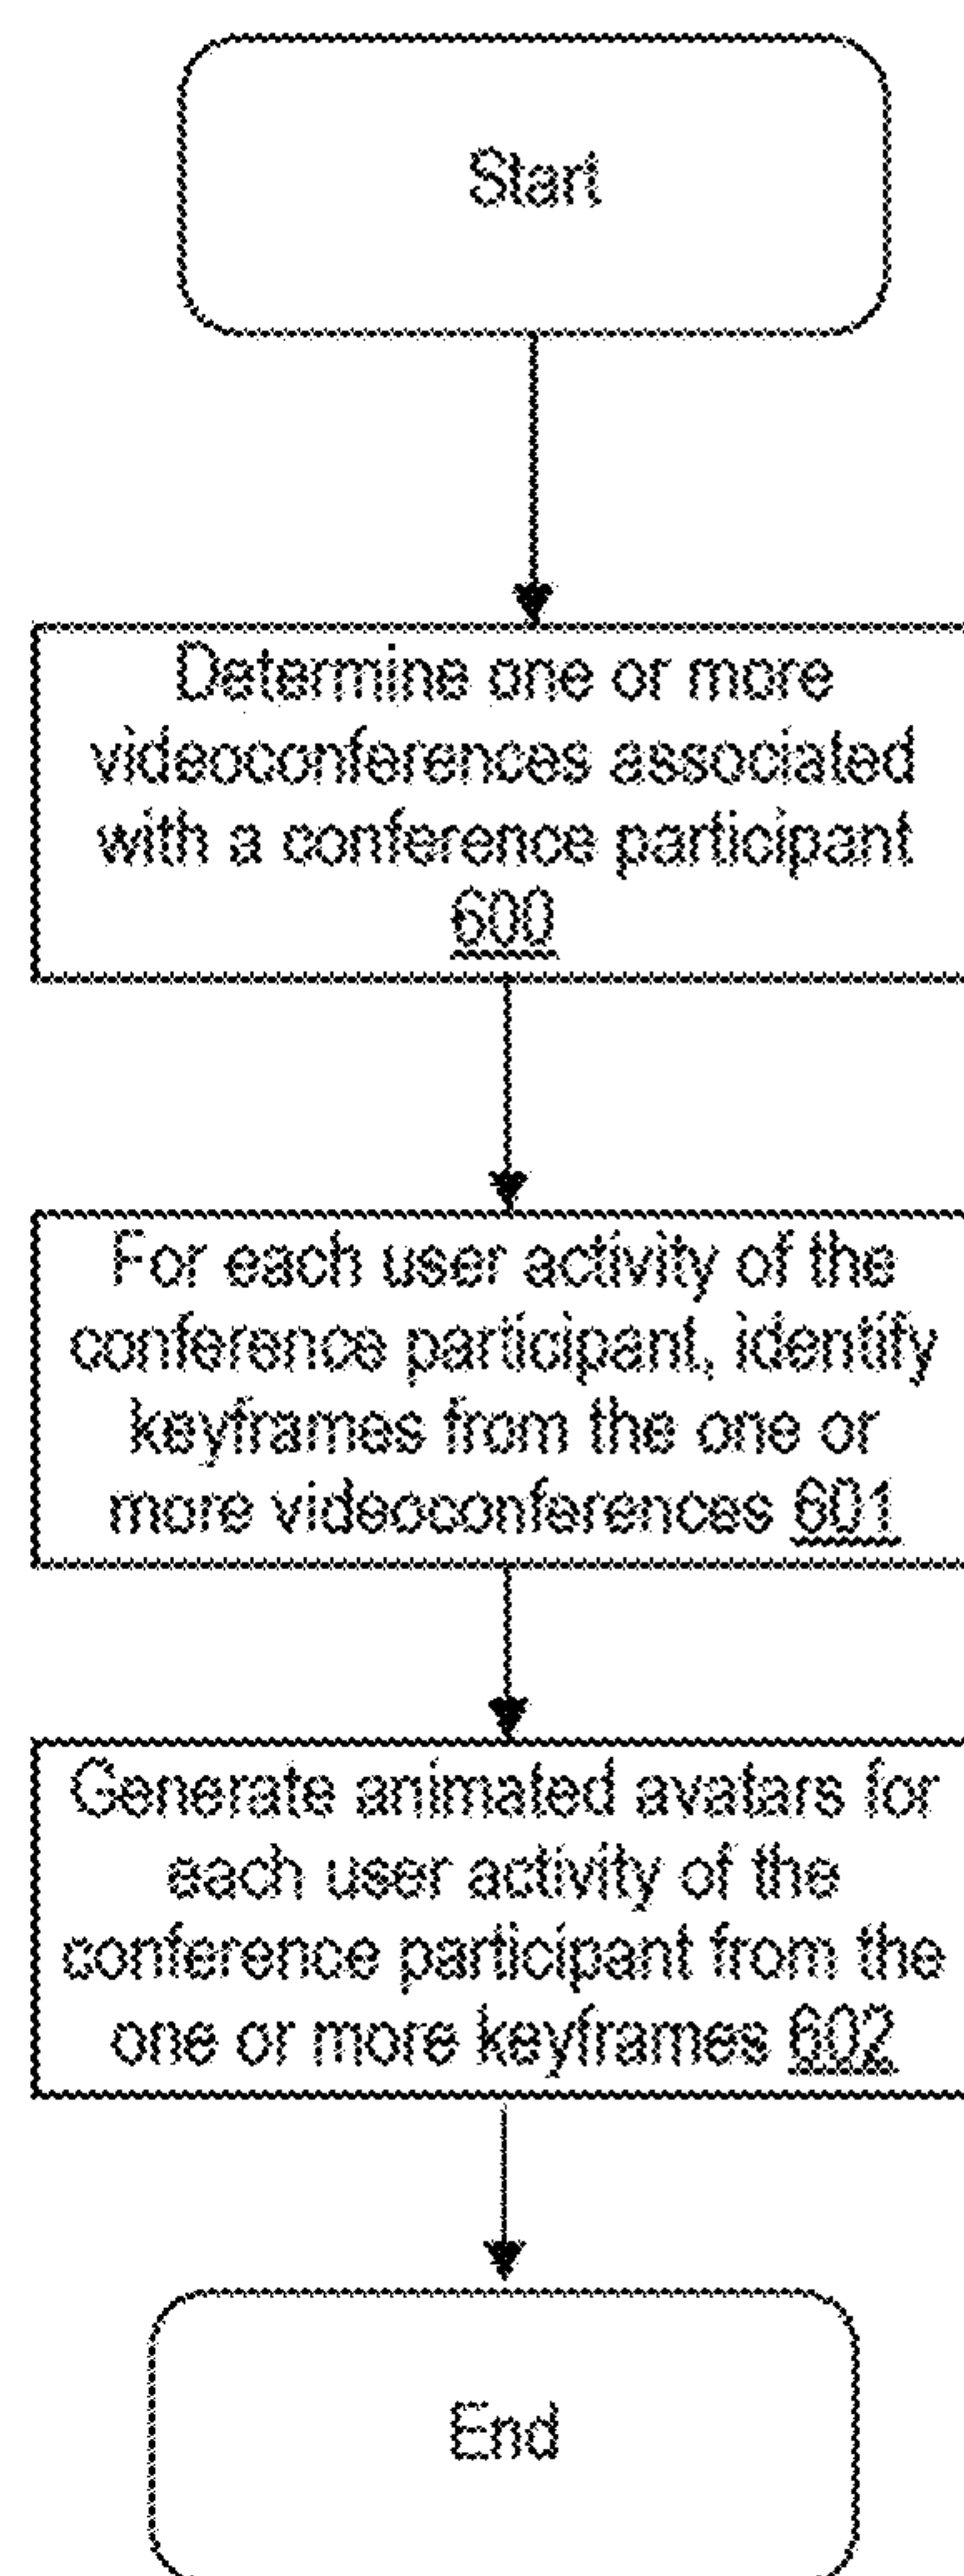 Start
Determine one or more
videoconferences associated
with a conference participant
600
For each user activity of the
conference participant, identify
keyframes from the one or
more videoconferences 601
Generate animated avatars for
each user activity of the
conference participant from the
one or more keyframes 602
End